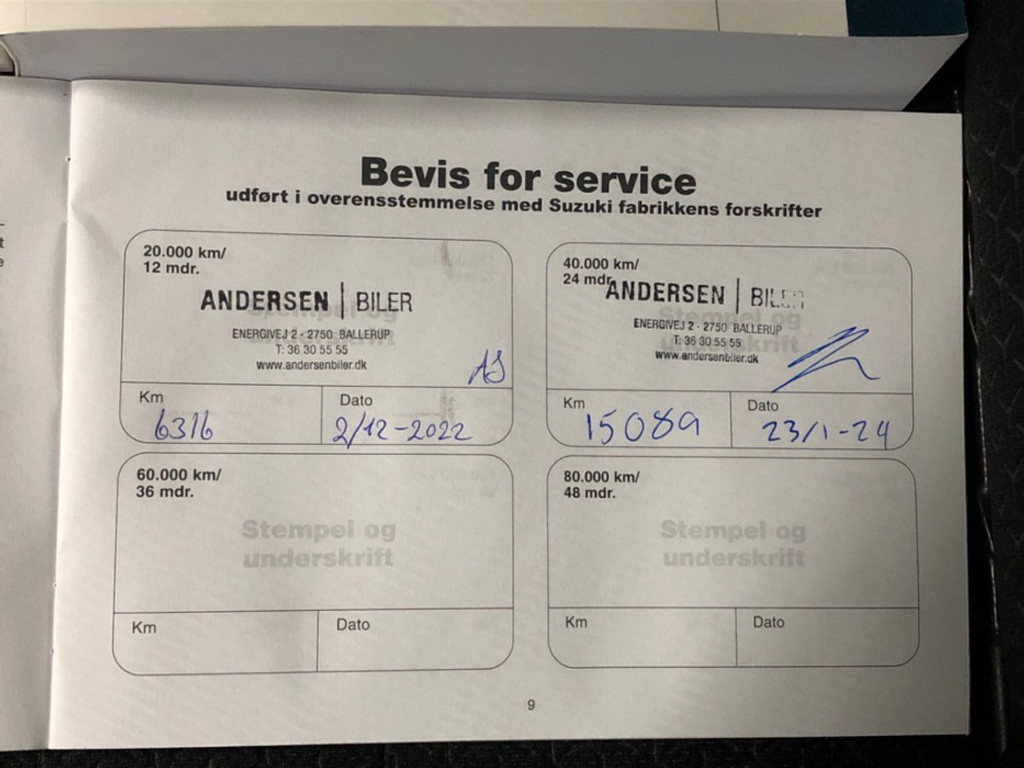 Bevis for service
udført i overensstemmelse med Suzuki fabrikkens forskrifter
20.000 km/
12 mdr.
ANDERSEN | BILER
ENERGIVEJ 2 - 2750 BALLERUP
T: 36 30 55 55
www.andersenbiler.dk
AS
Km
6316
Dato
2/12-2022
40.000 km/
24 mdr.
ANDERSEN | BILER
ENERGIVEJ 2 - 2750 BALLERUP
T: 36 30 55 55
www.andersenbiler.dk
Stempel og
underskrift
Km
15089
Dato
23/1-24
60.000 km/
36 mdr.
Stempel og
underskrift
Km
Dato
80.000 km/
48 mdr.
Stempel og
underskrift
Km
Dato
9